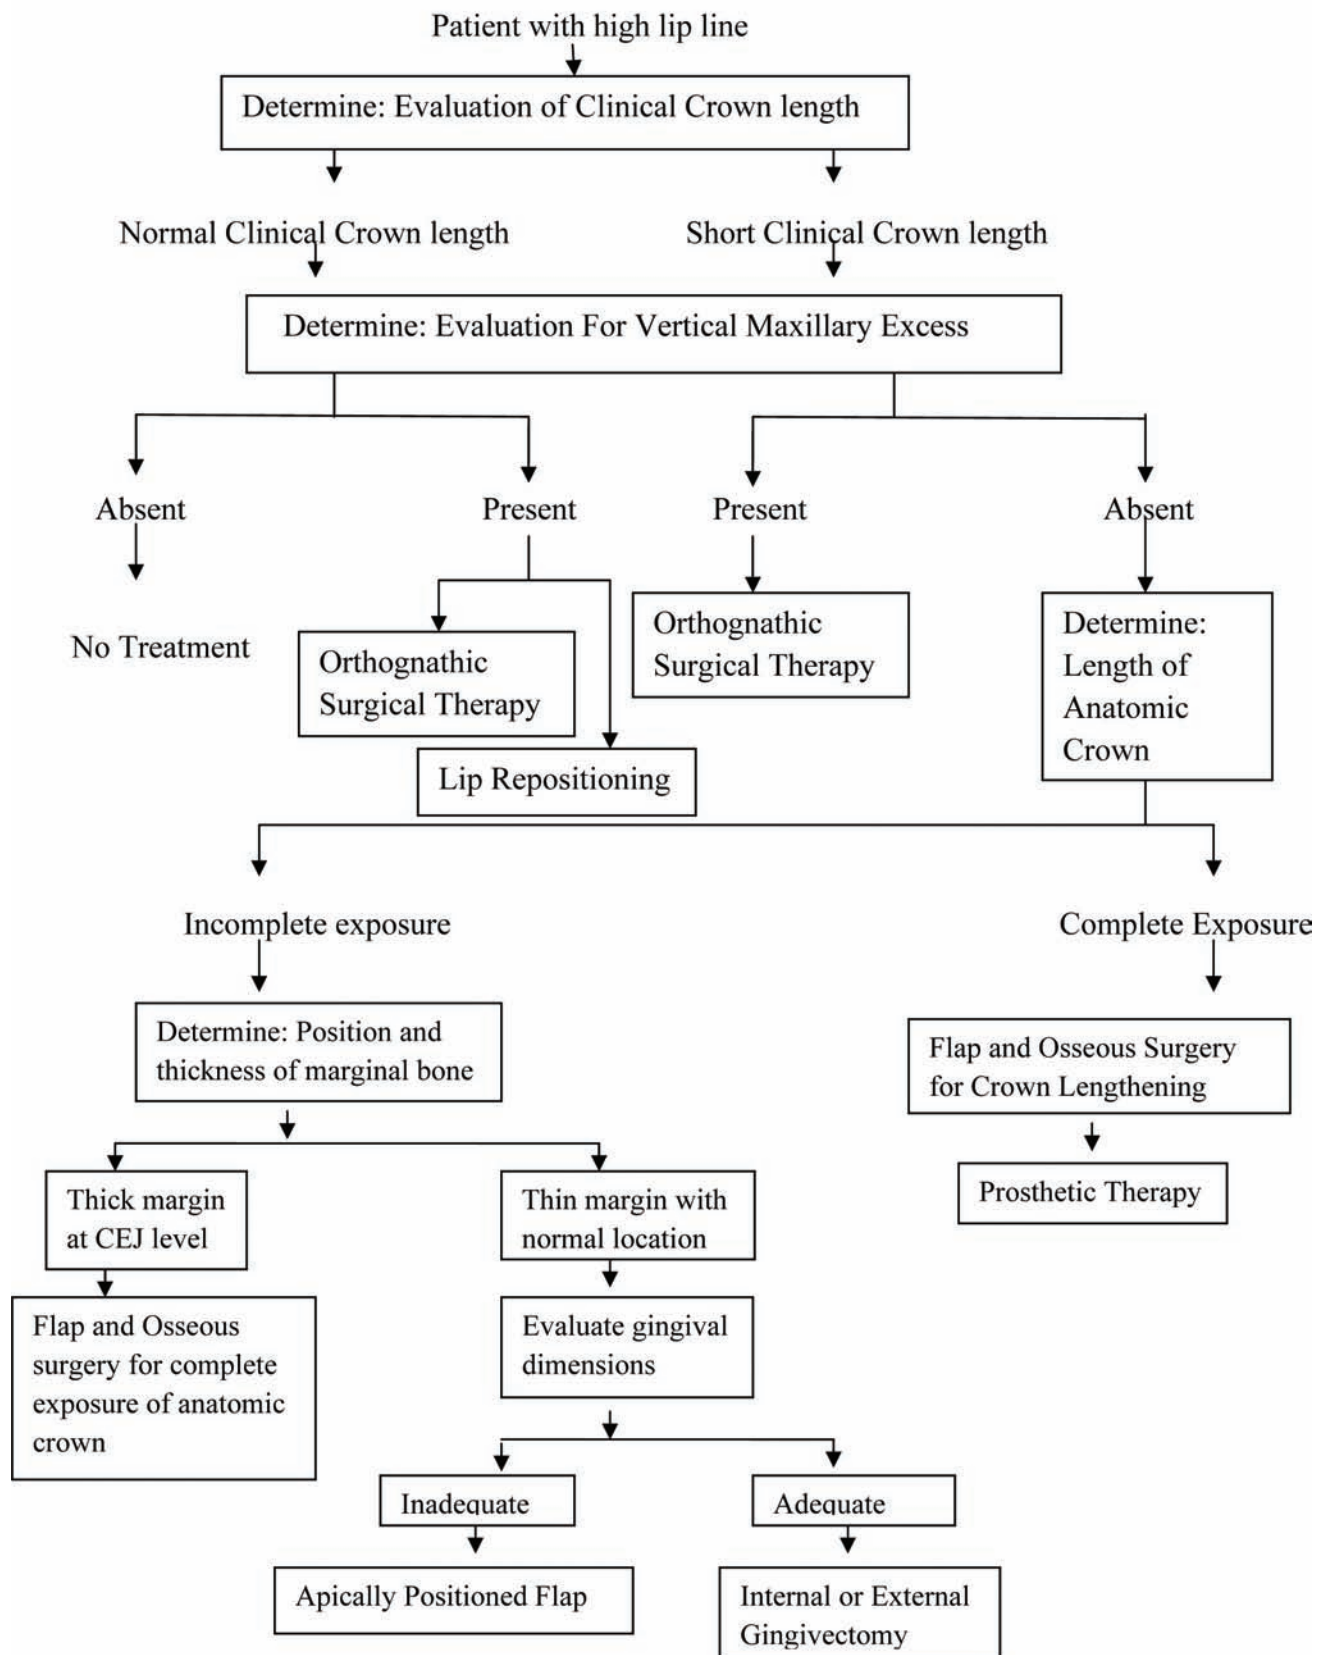 Patient with high lip line
Determine: Evaluation of Clinical Crown length
Normal Clinical Crown length
Short Clinical Crown length
Determine: Evaluation For Vertical Maxillary Excess
Absent
Present
Present
Absent
No Treatment
Orthognathic
Surgical Therapy
Lip Repositioning
Orthognathic
Surgical Therapy
Determine:
Length of
Anatomic
Crown
Incomplete exposure
Complete Exposure
Determine: Position and
thickness of marginal bone
Flap and Osseous Surgery
for Crown Lengthening
Prosthetic Therapy
Thick margin
at CEJ level
Thin margin with
normal location
Flap and Osseous
surgery for complete
exposure of anatomic
crown
Evaluate gingival
dimensions
Inadequate
Adequate
Apically Positioned Flap
Internal or External
Gingivectomy